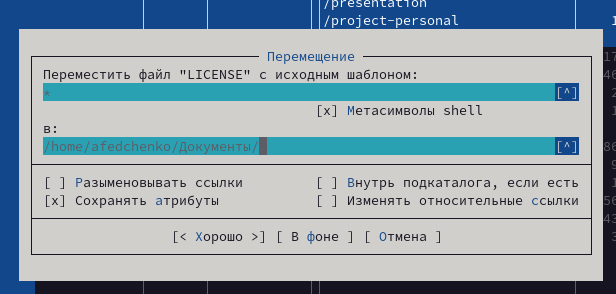 /presentation
/project-personal
Перемещение
Переместить файл "LICENSE" с исходным шаблоном:
* [^]
[x] Метасимволы shell
в:
/home/afedchenko/Документы/ [^]
[ ] Разыменовывать ссылки [ ] Внутрь подкаталога, если есть
[x] Сохранять атрибуты [ ] Изменять относительные ссылки
[< Хорошо >] [ В фоне ] [ Отмена ]